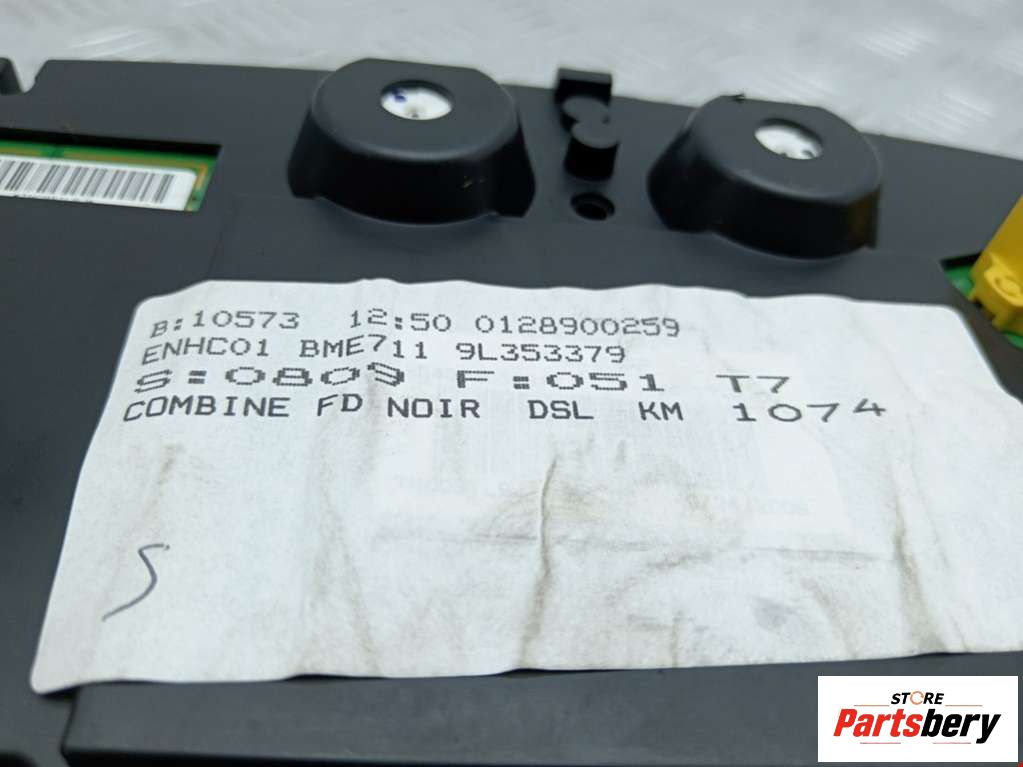 B:10573 12:50 0128900259
ENHC01 BME711 9L353379
S:0809 F:051 T7
COMBINE FD NOIR DSL KM 1074
S
STORE
Partsbery